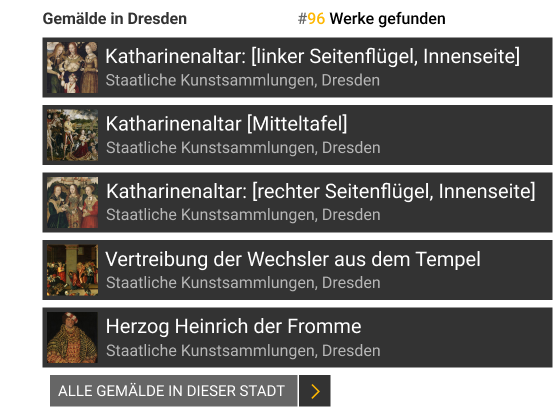 Gemälde in Dresden #96 Werke gefunden
Katharinenaltar: [linker Seitenflügel, Innenseite]
Staatliche Kunstsammlungen, Dresden
Katharinenaltar [Mitteltafel]
Staatliche Kunstsammlungen, Dresden
Katharinenaltar: [rechter Seitenflügel, Innenseite]
Staatliche Kunstsammlungen, Dresden
Vertreibung der Wechsler aus dem Tempel
Staatliche Kunstsammlungen, Dresden
Herzog Heinrich der Fromme
Staatliche Kunstsammlungen, Dresden
ALLE GEMÄLDE IN DIESER STADT